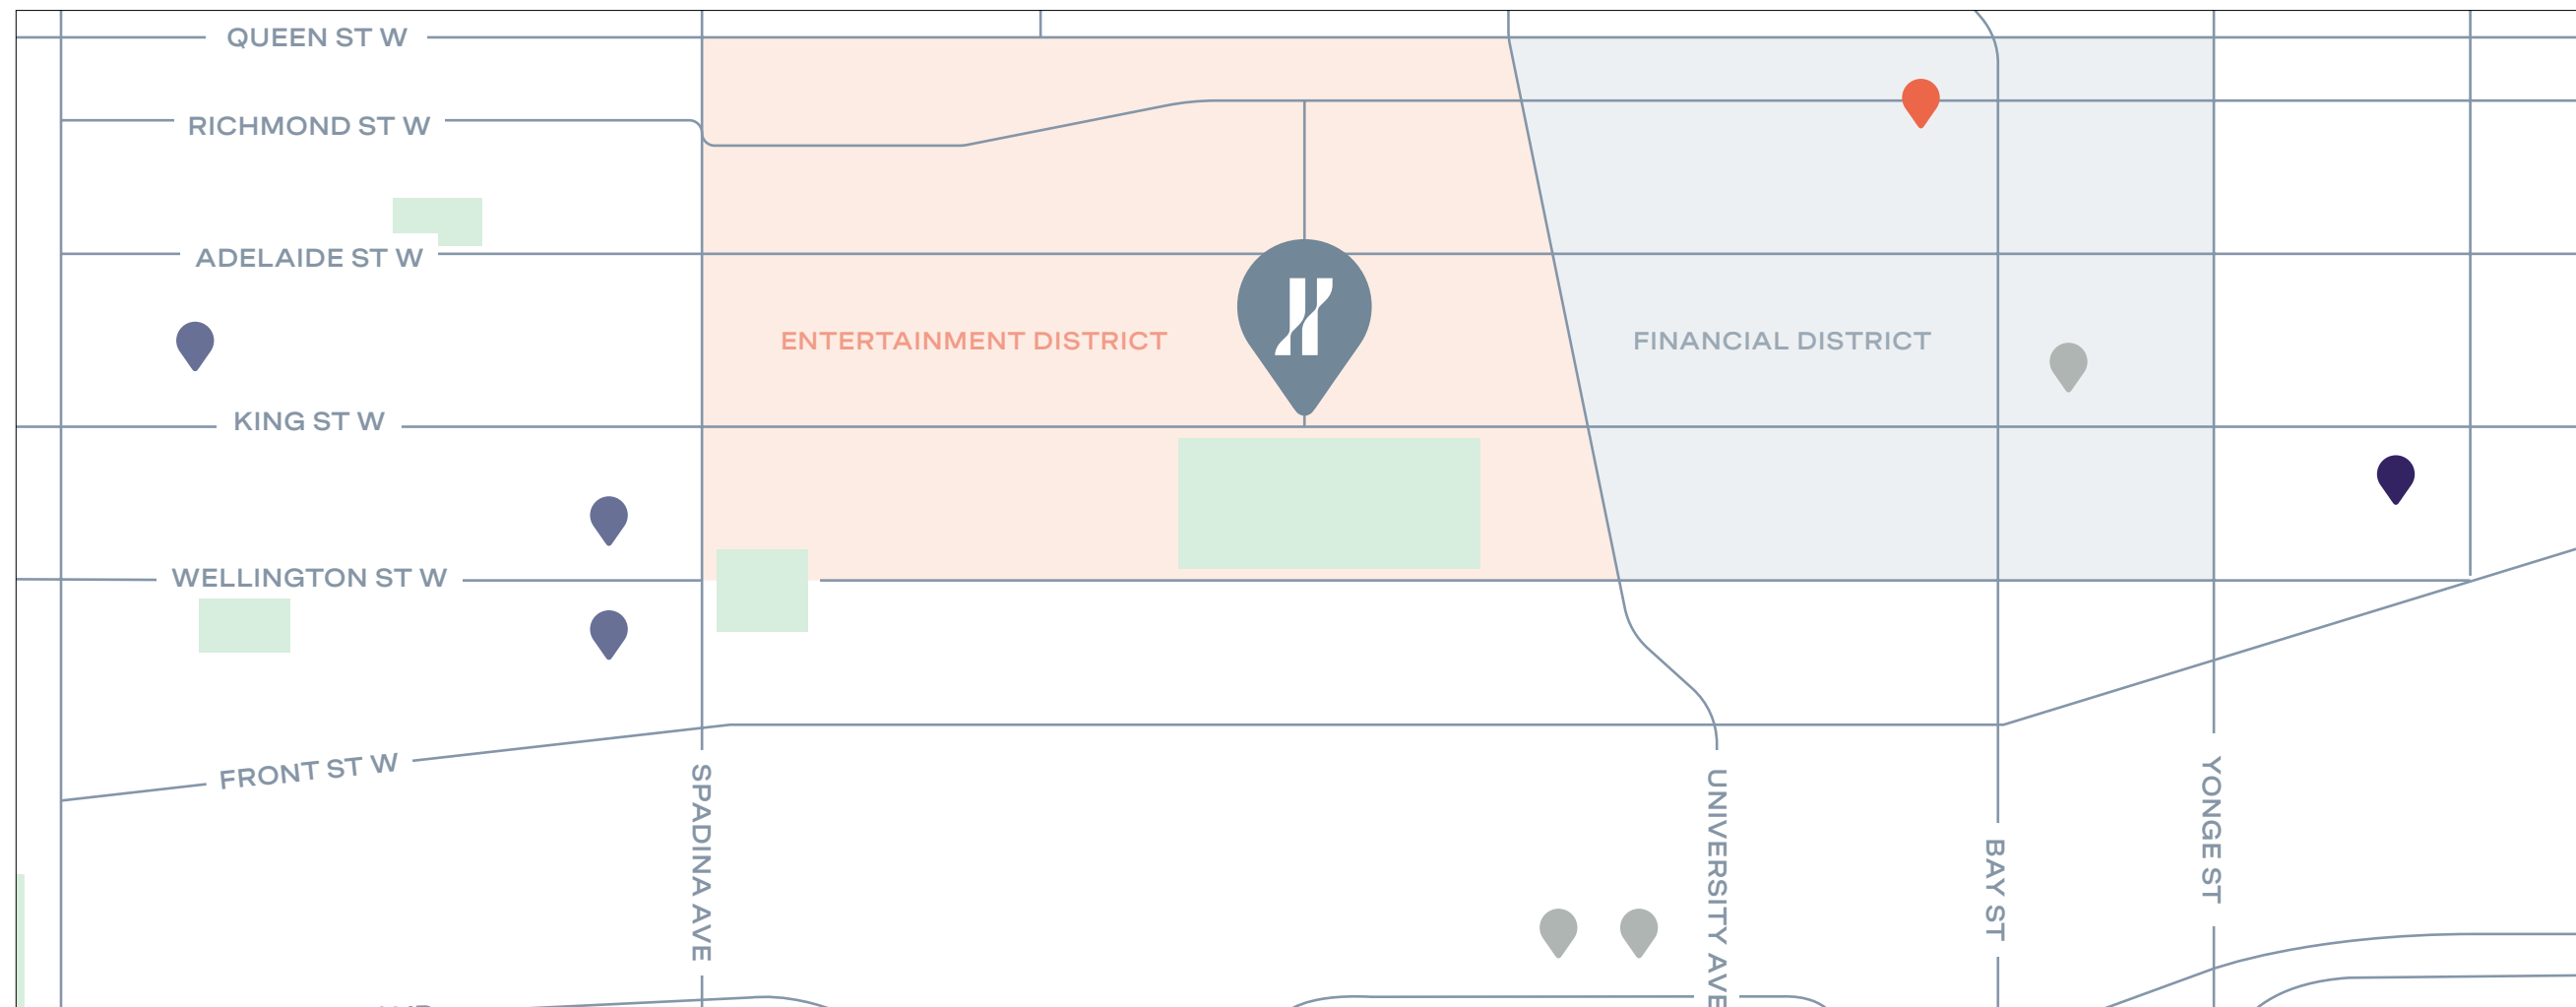 QUEEN ST W
RICHMOND ST W
ADELAIDE ST W
ENTERTAINMENT DISTRICT
FINANCIAL DISTRICT
KING ST W
WELLINGTON ST W
FRONT ST W
SPADINA AVE
UNIVERSITY AVE
BAY ST
YONGE ST